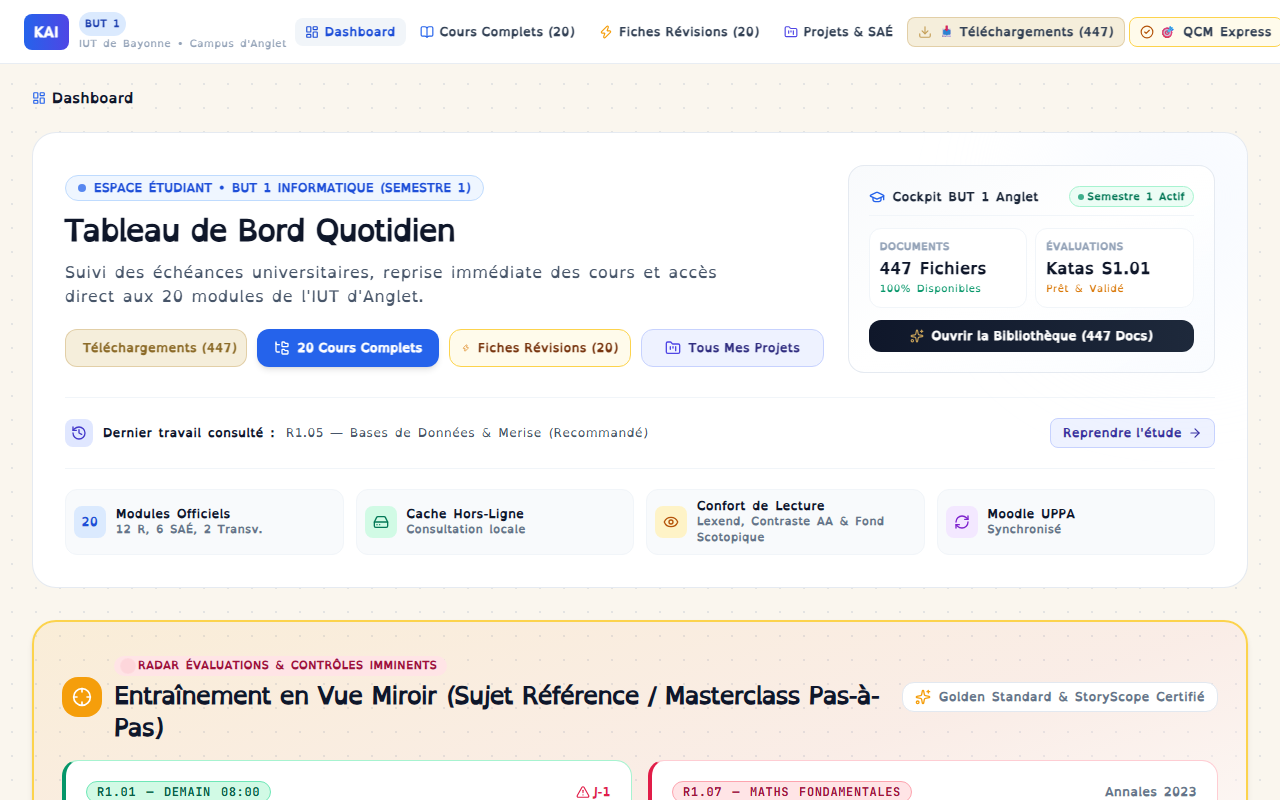 KAI
BUT 1
IUT de Bayonne • Campus d'Anglet
Dashboard
Cours Complets (20)
Fiches Révisions (20)
Projets & SAÉ
Téléchargements (447)
QCM Express
Dashboard
ESPACE ÉTUDIANT • BUT 1 INFORMATIQUE (SEMESTRE 1)
Tableau de Bord Quotidien
Suivi des échéances universitaires, reprise immédiate des cours et accès
direct aux 20 modules de l'IUT d'Anglet.
Téléchargements (447)
20 Cours Complets
Fiches Révisions (20)
Tous Mes Projets
Cockpit BUT 1 Anglet
Semestre 1 Actif
DOCUMENTS
447 Fichiers
100% Disponibles
ÉVALUATIONS
Katas S1.01
Prêt & Validé
Ouvrir la Bibliothèque (447 Docs)
Dernier travail consulté :
R1.05 — Bases de Données & Merise (Recommandé)
Reprendre l'étude →
20
Modules Officiels
12 R, 6 SAÉ, 2 Transv.
Cache Hors-Ligne
Consultation locale
Confort de Lecture
Lexend, Contraste AA & Fond
Scotopique
Moodle UPPA
Synchronisé
RADAR ÉVALUATIONS & CONTRÔLES IMMINENTS
Entraînement en Vue Miroir (Sujet Référence / Masterclass Pas-à-
Pas)
Golden Standard & StoryScope Certifié
R1.01 — DEMAIN 08:00
J-1
R1.07 — MATHS FONDAMENTALES
Annales 2023